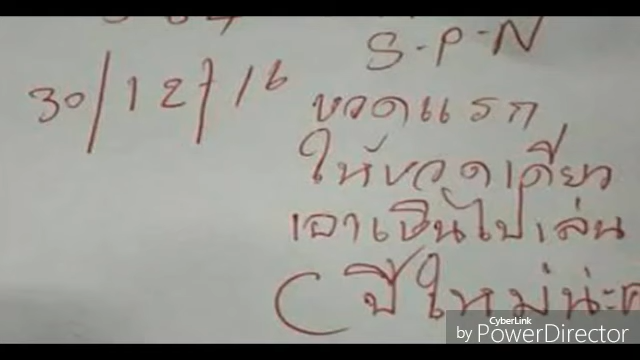 S-P-N
30/12/16
งวดแรก
ให้งวดเดียว
เอาเงินไปเล่น
(ปีใหม่น่ะ
CyberLink
by PowerDirector